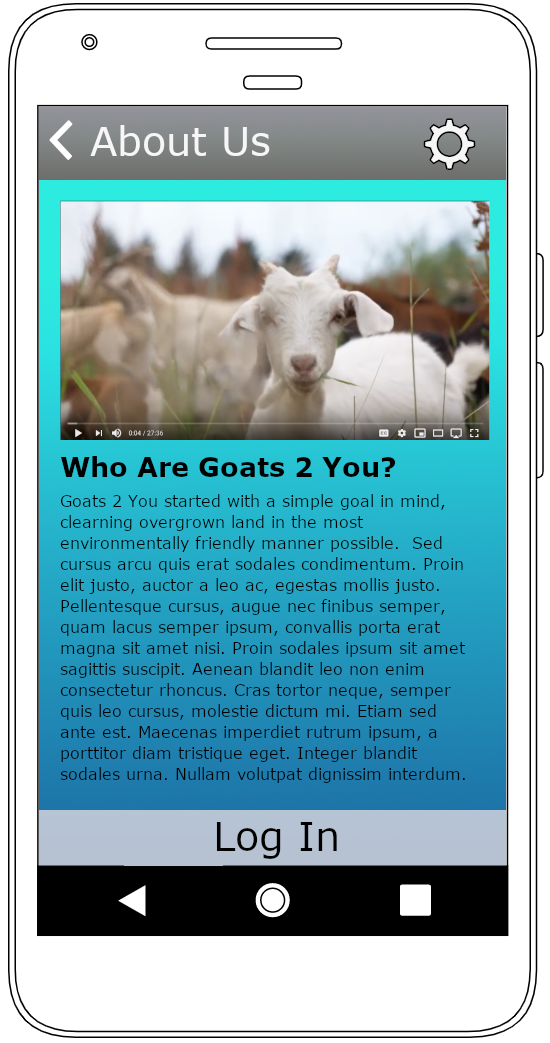 About Us
0:04 / 27:36
Who Are Goats 2 You?
Goats 2 You started with a simple goal in mind,
clearning overgrown land in the most
environmentally friendly manner possible.  Sed
cursus arcu quis erat sodales condimentum. Proin
elit justo, auctor a leo ac, egestas mollis justo.
Pellentesque cursus, augue nec finibus semper,
quam lacus semper ipsum, convallis porta erat
magna sit amet nisi. Proin sodales ipsum sit amet
sagittis suscipit. Aenean blandit leo non enim
consectetur rhoncus. Cras tortor neque, semper
quis leo cursus, molestie dictum mi. Etiam sed
ante est. Maecenas imperdiet rutrum ipsum, a
porttitor diam tristique eget. Integer blandit
sodales urna. Nullam volutpat dignissim interdum.
Log In